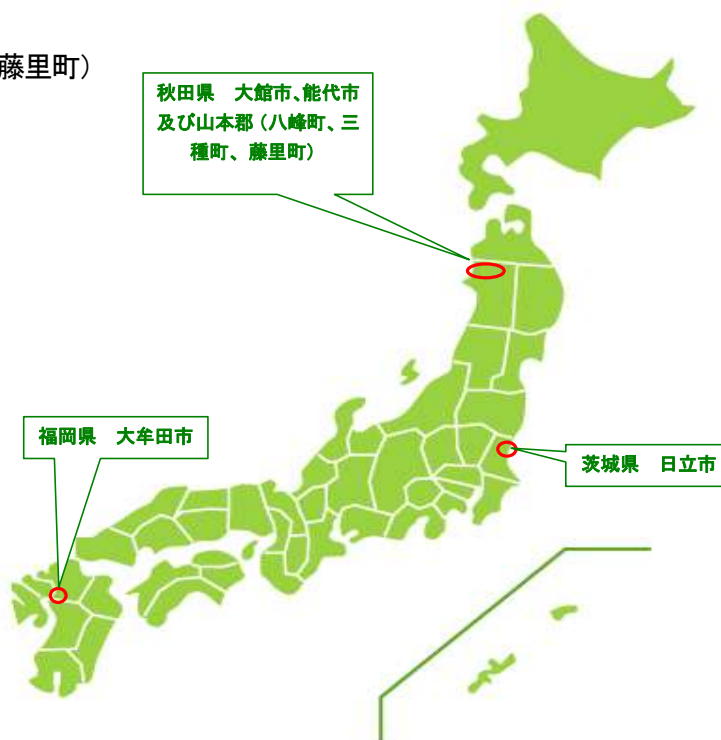 藤里町）
秋田県　大館市、能代市
及び山本郡（八峰町、三
種町、藤里町）
福岡県　大牟田市
茨城県　日立市